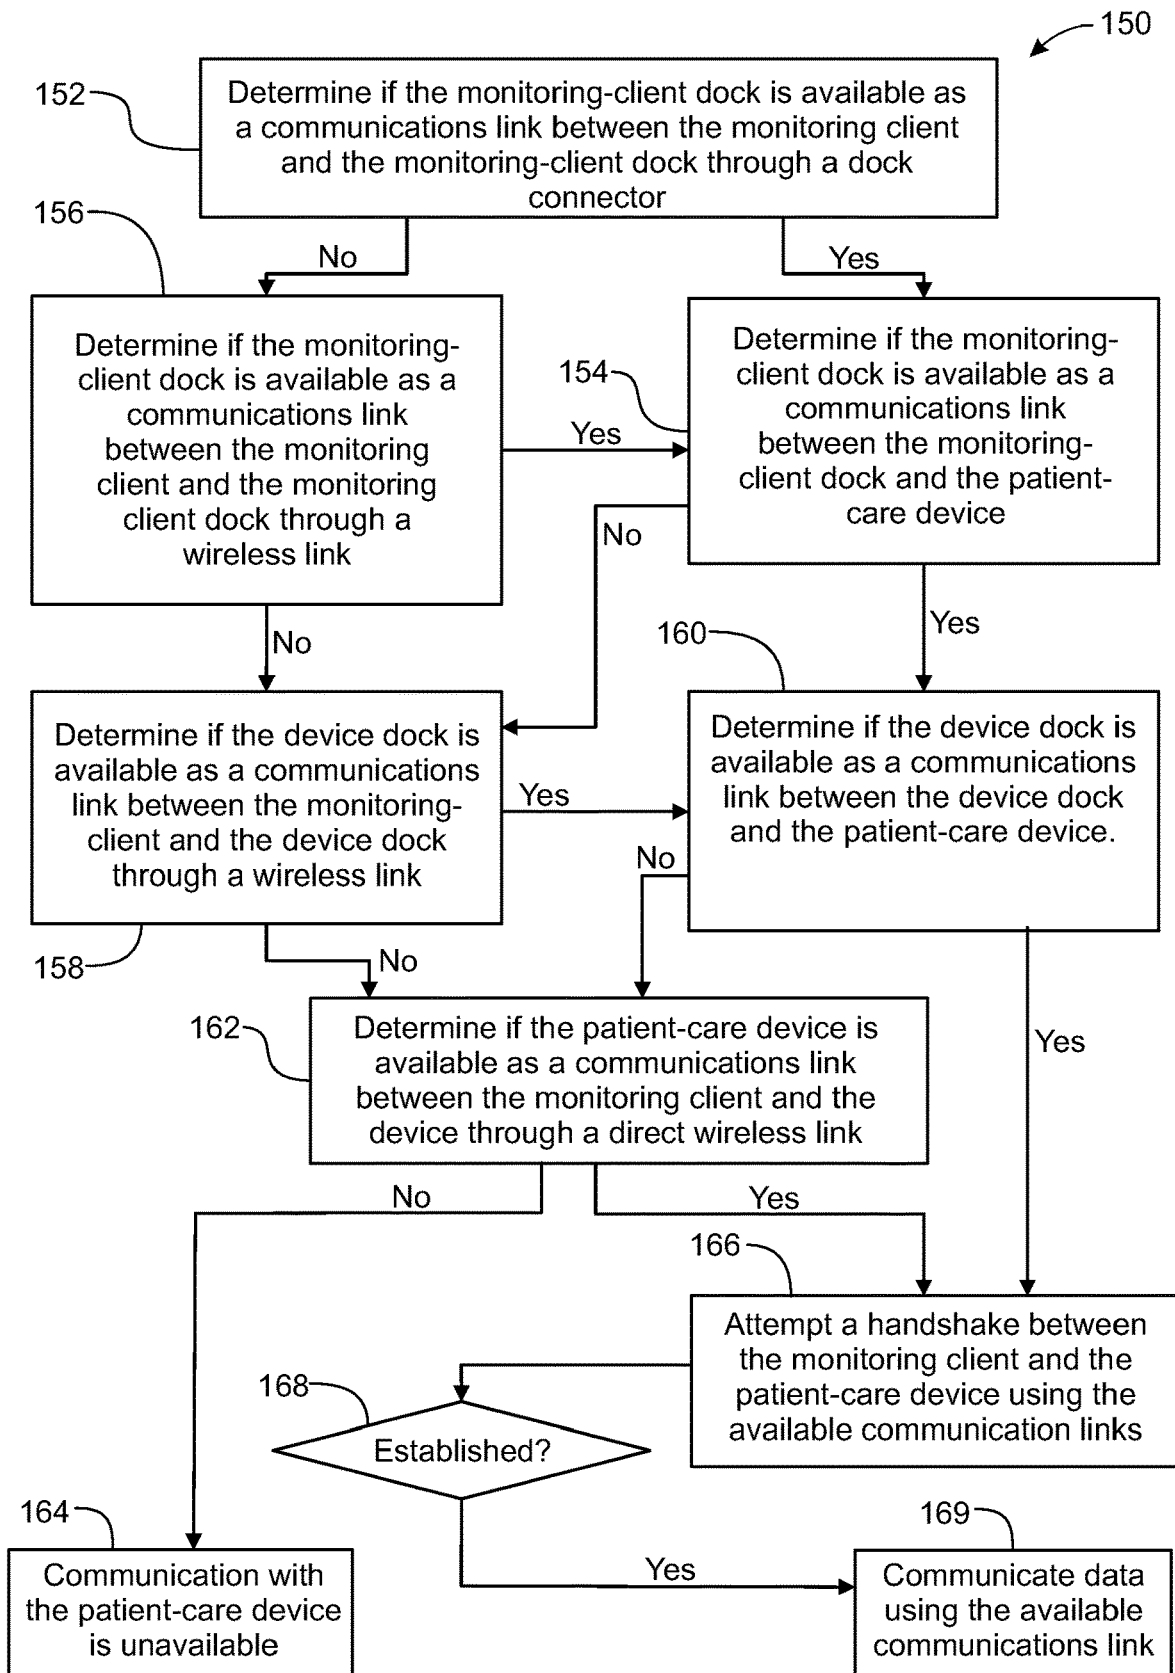 150
152
Determine if the monitoring-client dock is available as
a communications link between the monitoring client
and the monitoring-client dock through a dock
connector
156
No
Yes
Determine if the monitoring-
client dock is available as a
communications link
between the monitoring
client and the monitoring
client dock through a
wireless link
Yes
154
Determine if the monitoring-
client dock is available as a
communications link
between the monitoring-
client dock and the patient-
care device
No
No
160
Yes
Determine if the device dock is
available as a communications
link between the monitoring-
client and the device dock
through a wireless link
Yes
Determine if the device dock is
available as a communications
link between the device dock
and the patient-care device.
No
158
No
162
Determine if the patient-care device is
available as a communications link
between the monitoring client and the
device through a direct wireless link
Yes
No
Yes
166
Attempt a handshake between
the monitoring client and the
patient-care device using the
available communication links
168
Established?
164
Communication with
the patient-care device
is unavailable
Yes
169
Communicate data
using the available
communications link